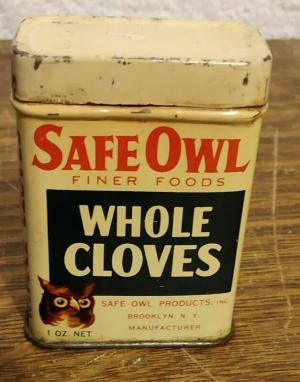 SAFE OWL
FINER FOODS
WHOLE
CLOVES
SAFE OWL PRODUCTS, INC.
BROOKLYN, N. Y.
MANUFACTURER
1 OZ. NET